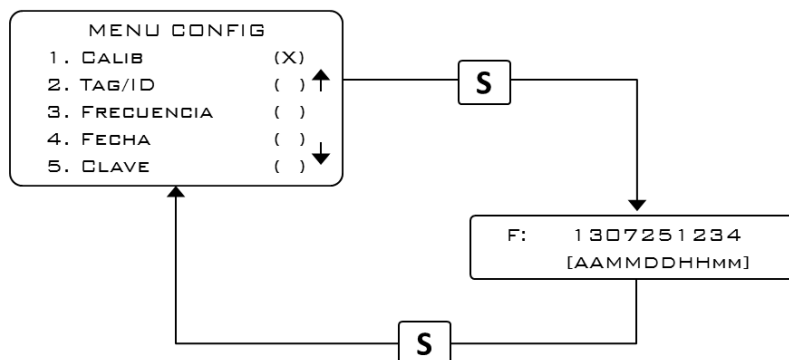 MENU CONFIG
1. CALIB (X)
2. TAG/ID ( )
3. FRECUENCIA ( )
4. FECHA ( )
5. CLAVE ( )
S
F: 1307251234
[AAMMDDHHMM]
S